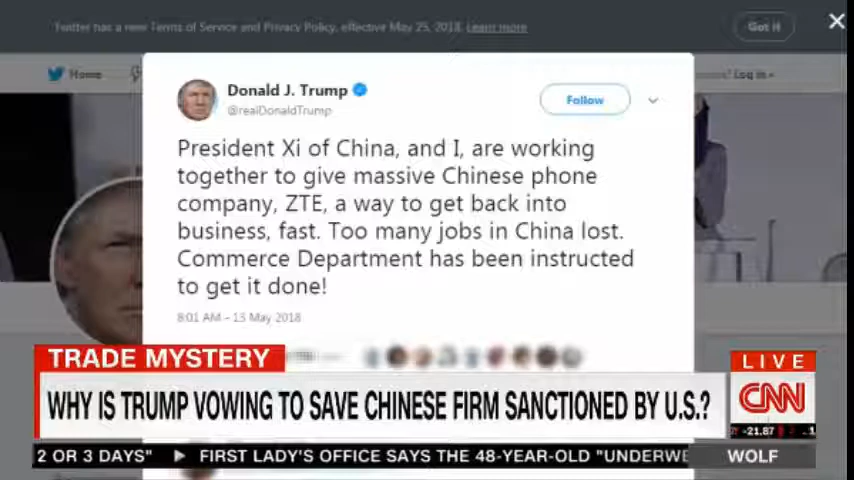 Twitter has a new Terms of Service and Privacy Policy, effective May 25, 2018. Learn more
Got it
Home
Log in
Donald J. Trump
@realDonaldTrump
Follow
President Xi of China, and I, are working
together to give massive Chinese phone
company, ZTE, a way to get back into
business, fast. Too many jobs in China lost.
Commerce Department has been instructed
to get it done!
8:01 AM - 13 May 2018
TRADE MYSTERY
WHY IS TRUMP VOWING TO SAVE CHINESE FIRM SANCTIONED BY U.S.?
LIVE
CNN
-21.87
2 OR 3 DAYS" ▶ FIRST LADY'S OFFICE SAYS THE 48-YEAR-OLD "UNDERWE
WOLF